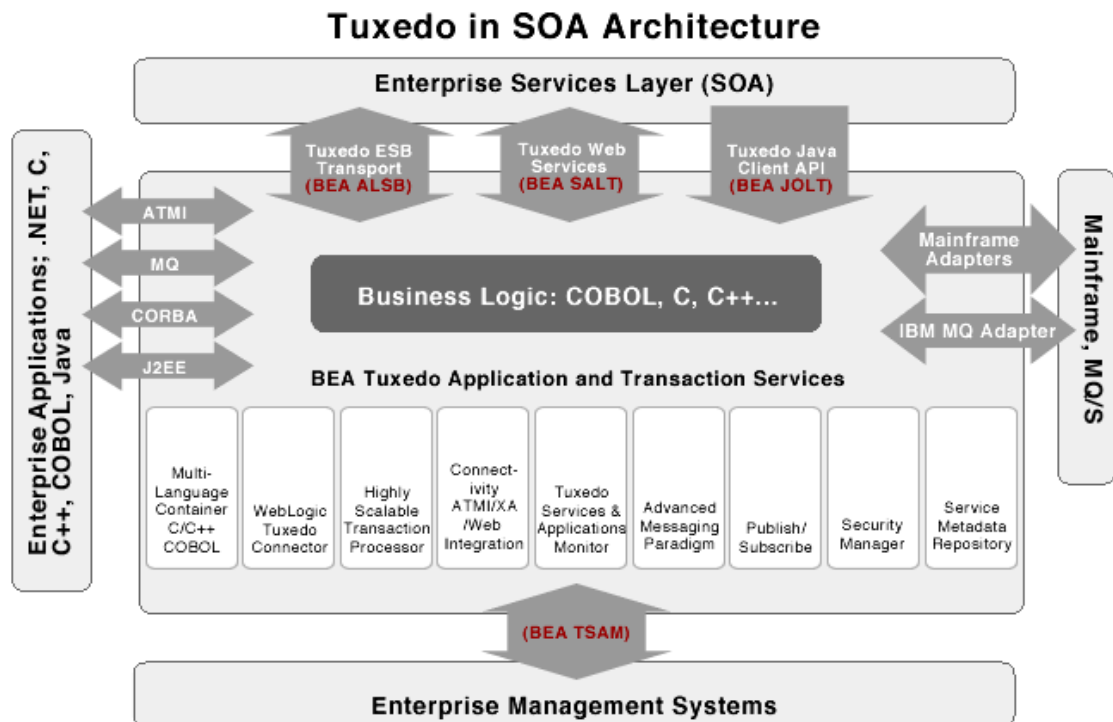 Tuxedo in SOA Architecture
Enterprise Services Layer (SOA)
Tuxedo ESB
Transport
(BEA ALSB)
Tuxedo Web
Services
(BEA SALT)
Tuxedo Java
Client API
(BEA JOLT)
Enterprise Applications; .NET, C,
C++, COBOL, Java
ATMI
MQ
CORBA
J2EE
Business Logic: COBOL, C, C++...
Mainframe
Adapters
IBM MQ Adapter
Mainframe, MQ/S
BEA Tuxedo Application and Transaction Services
Multi-
Language
Container
C/C++
COBOL
WebLogic
Tuxedo
Connector
Highly
Scalable
Transaction
Processor
Connect-
ivity
ATMI/XA
/Web
Integration
Tuxedo
Services &
Applications
Monitor
Advanced
Messaging
Paradigm
Publish/
Subscribe
Security
Manager
Service
Metadata
Repository
(BEA TSAM)
Enterprise Management Systems